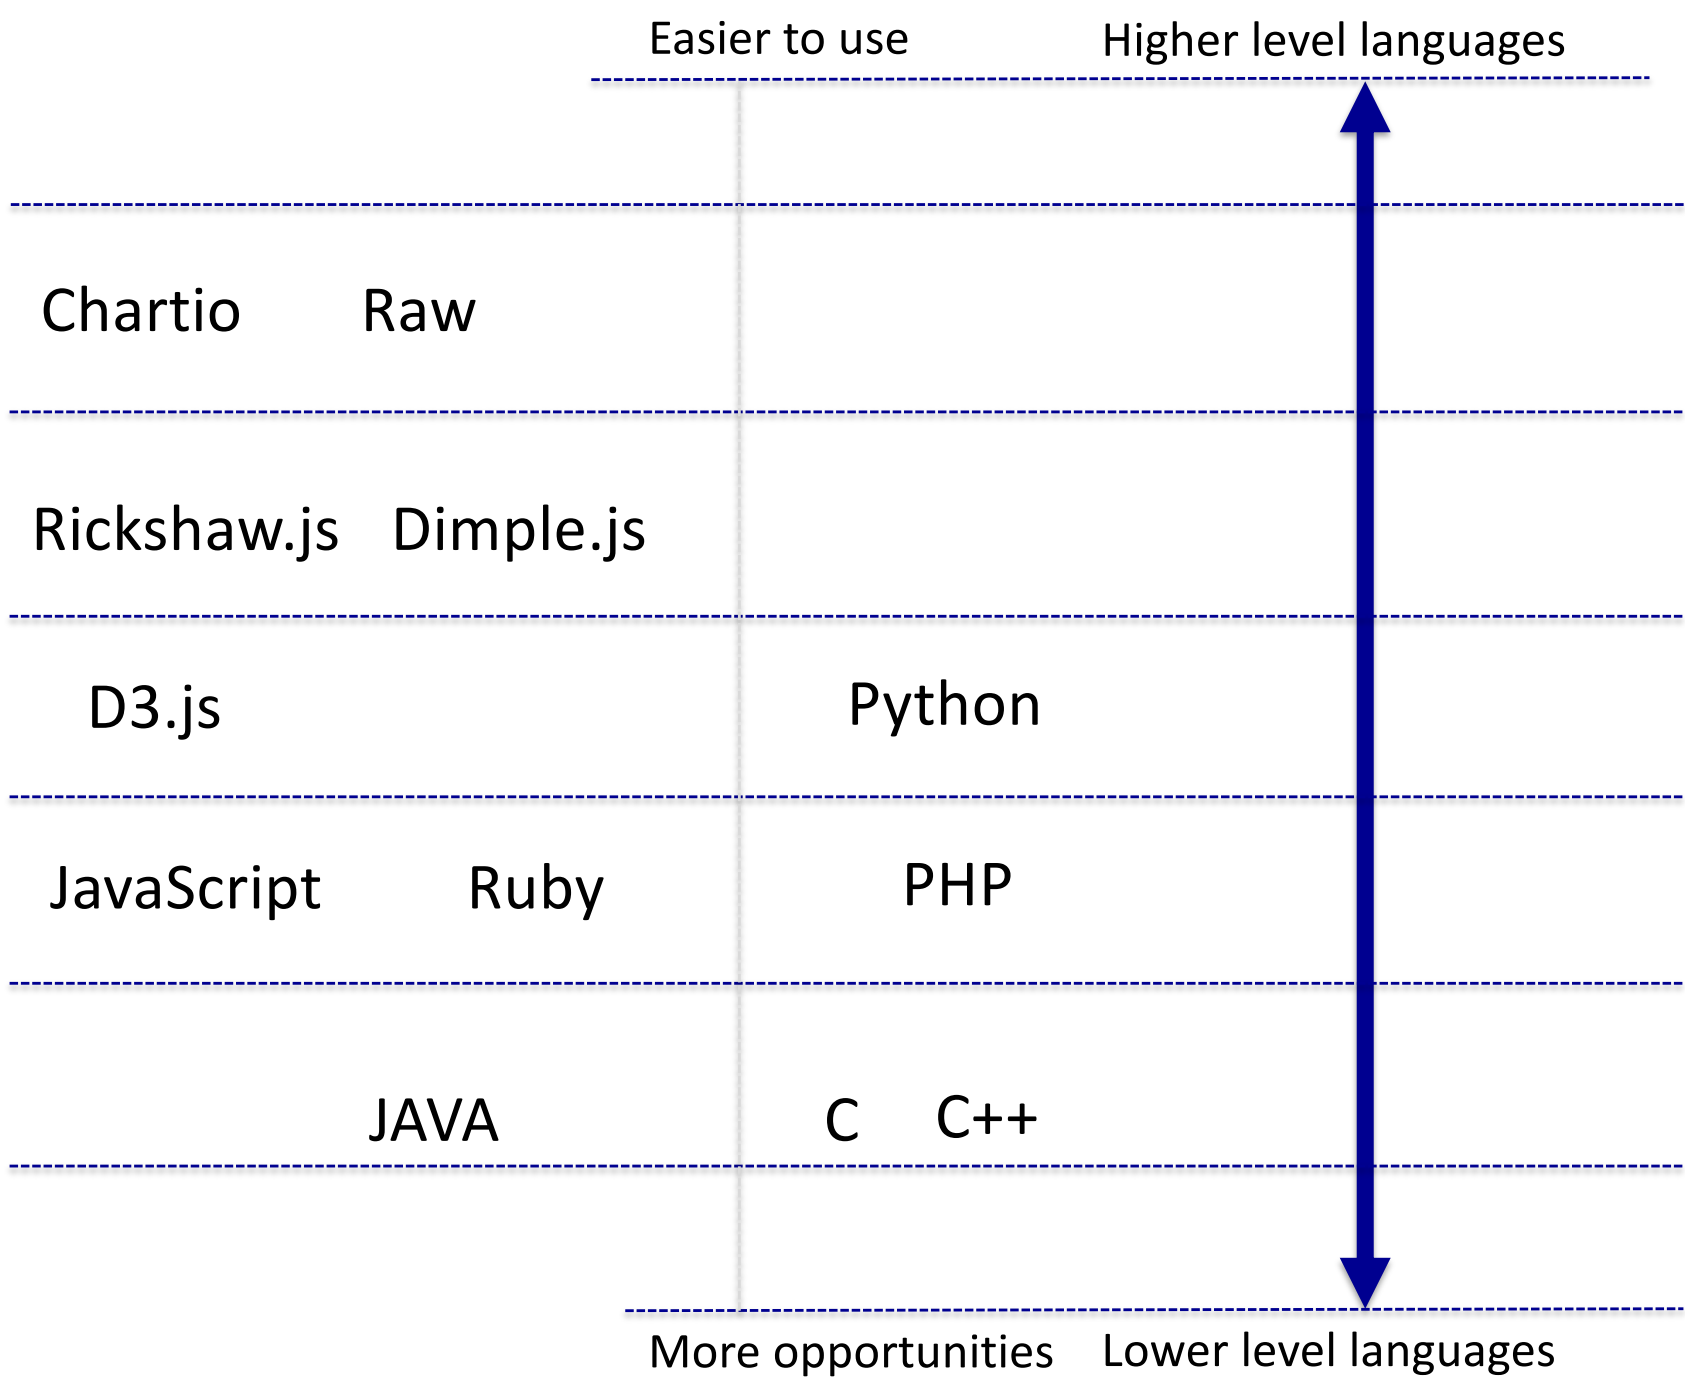 Easier to use Higher level languages
Chartio Raw
Rickshaw.js Dimple.js
D3.js Python
JavaScript Ruby PHP
JAVA C C++
More opportunities Lower level languages